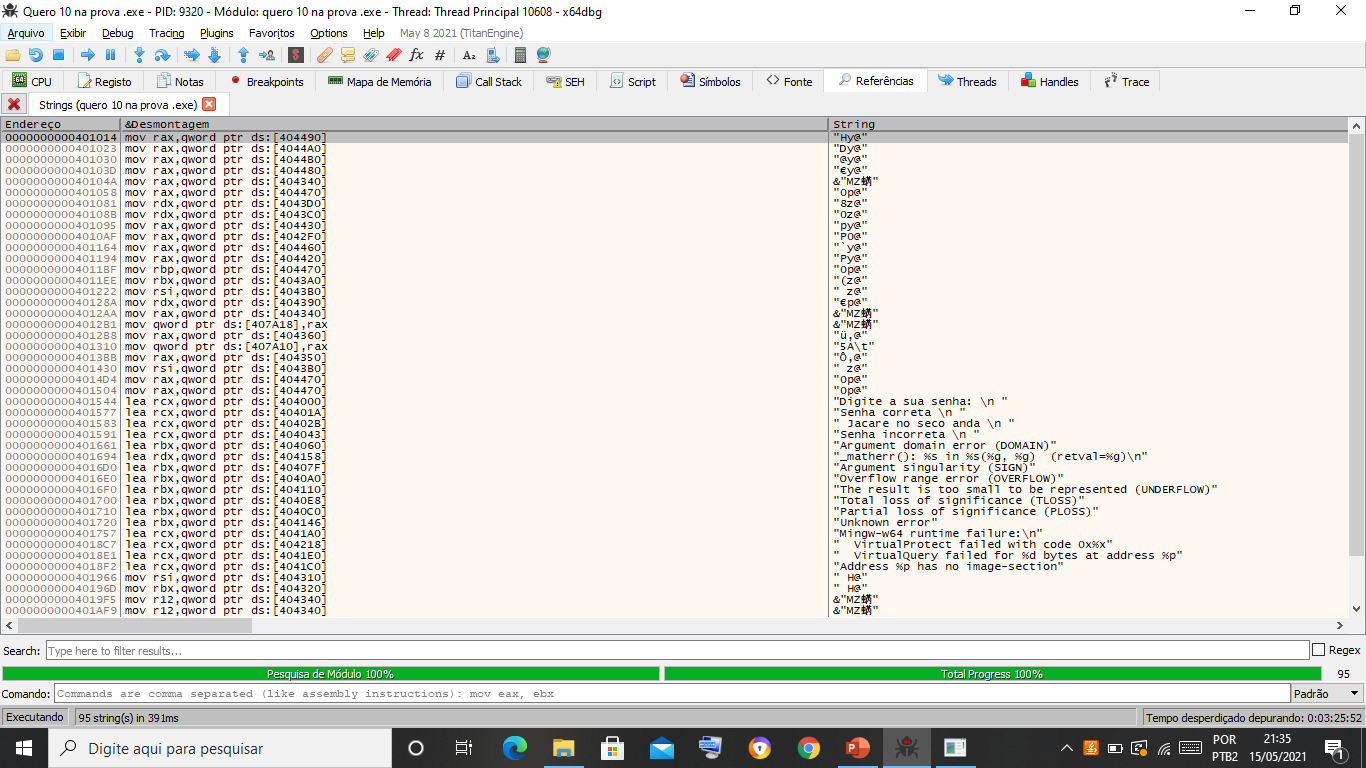 Quero 10 na prova .exe - PID: 9320 - Módulo: quero 10 na prova .exe - Thread: Thread Principal 10608 - x64dbg
Arquivo Exibir Debug Tracing Plugins Favoritos Options Help May 8 2021 (TitanEngine)
CPU Registo Notas Breakpoints Mapa de Memória Call Stack SEH Script Símbolos Fonte Referências Threads Handles Trace
Strings (quero 10 na prova .exe)
Endereço &Desmontagem String
0000000000401014 mov rax,qword ptr ds:[404490] "Hy@"
0000000000401023 mov rax,qword ptr ds:[4044A0] "Dy@"
0000000000401030 mov rax,qword ptr ds:[4044B0] "@y@"
000000000040103D mov rax,qword ptr ds:[404480] "€y@"
000000000040104A mov rax,qword ptr ds:[404340] &"MZ"
0000000000401058 mov rax,qword ptr ds:[404470] "0p@"
0000000000401081 mov rdx,qword ptr ds:[4043D0] "8z@"
000000000040108B mov rdx,qword ptr ds:[4043C0] "0z@"
0000000000401095 mov rax,qword ptr ds:[404430] "py@"
00000000004010AF mov rax,qword ptr ds:[4042F0] "P0@"
0000000000401164 mov rax,qword ptr ds:[404460] "`y@"
0000000000401194 mov rax,qword ptr ds:[404420] "Py@"
00000000004011BF mov rbp,qword ptr ds:[404470] "0p@"
00000000004011EE mov rbx,qword ptr ds:[4043A0] "(z@"
0000000000401222 mov rsi,qword ptr ds:[4043B0] " z@"
000000000040128A mov rdx,qword ptr ds:[404390] "€p@"
00000000004012AA mov rax,qword ptr ds:[404340] &"MZ"
00000000004012B1 mov qword ptr ds:[407A18],rax &"MZ"
00000000004012B8 mov rax,qword ptr ds:[404360] "ü,@"
0000000000401310 mov qword ptr ds:[407A10],rax "5A\t"
00000000004013BB mov rax,qword ptr ds:[404350] "Ô,@"
0000000000401430 mov rsi,qword ptr ds:[4043B0] " z@"
00000000004014D4 mov rax,qword ptr ds:[404470] "0p@"
0000000000401504 mov rax,qword ptr ds:[404470] "0p@"
0000000000401544 lea rcx,qword ptr ds:[404000] "Digite a sua senha: \n "
0000000000401577 lea rcx,qword ptr ds:[40401A] "Senha correta \n "
0000000000401583 lea rcx,qword ptr ds:[40402B] " Jacare no seco anda \n "
0000000000401591 lea rcx,qword ptr ds:[404043] "Senha incorreta \n "
0000000000401661 lea rbx,qword ptr ds:[404060] "Argument domain error (DOMAIN)"
0000000000401694 lea rdx,qword ptr ds:[404158] "_matherr(): %s in %s(%g, %g)  (retval=%g)\n"
00000000004016D0 lea rbx,qword ptr ds:[40407F] "Argument singularity (SIGN)"
00000000004016E0 lea rbx,qword ptr ds:[4040A0] "Overflow range error (OVERFLOW)"
00000000004016F0 lea rbx,qword ptr ds:[404110] "The result is too small to be represented (UNDERFLOW)"
0000000000401700 lea rbx,qword ptr ds:[4040E8] "Total loss of significance (TLOSS)"
0000000000401710 lea rbx,qword ptr ds:[4040C0] "Partial loss of significance (PLOSS)"
0000000000401720 lea rbx,qword ptr ds:[404146] "Unknown error"
0000000000401757 lea rcx,qword ptr ds:[4041A0] "Mingw-w64 runtime failure:\n"
00000000004018C7 lea rcx,qword ptr ds:[404218] "  VirtualProtect failed with code 0x%x"
00000000004018E1 lea rcx,qword ptr ds:[4041E0] "  VirtualQuery failed for %d bytes at address %p"
00000000004018F2 lea rcx,qword ptr ds:[4041C0] "Address %p has no image-section"
0000000000401966 mov rsi,qword ptr ds:[404310] " H@"
000000000040196D mov rbx,qword ptr ds:[404320] " H@"
00000000004019F5 mov r12,qword ptr ds:[404340] &"MZ"
0000000000401AF9 mov r12,qword ptr ds:[404340] &"MZ"
Search: Type here to filter results... Regex
Pesquisa de Módulo 100% Total Progress 100% 95
Comando: Commands are comma separated (like assembly instructions): mov eax, ebx Padrão
Executando 95 string(s) in 391ms Tempo desperdiçado depurando: 0:03:25:52
Digite aqui para pesquisar
POR 21:35
PTB2 15/05/2021
1